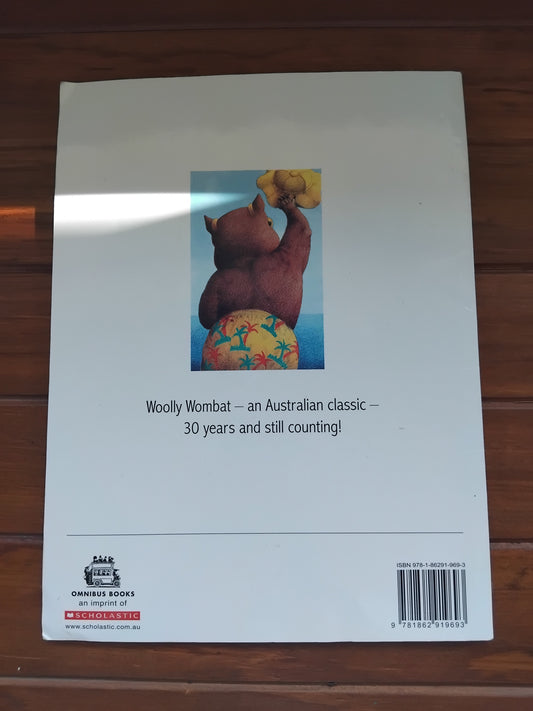 Woolly Wombat – an Australian classic –
30 years and still counting!
OMNIBUS BOOKS
an imprint of
SCHOLASTIC
www.scholastic.com.au
ISBN 978-1-86291-969-3
9 781862 919693